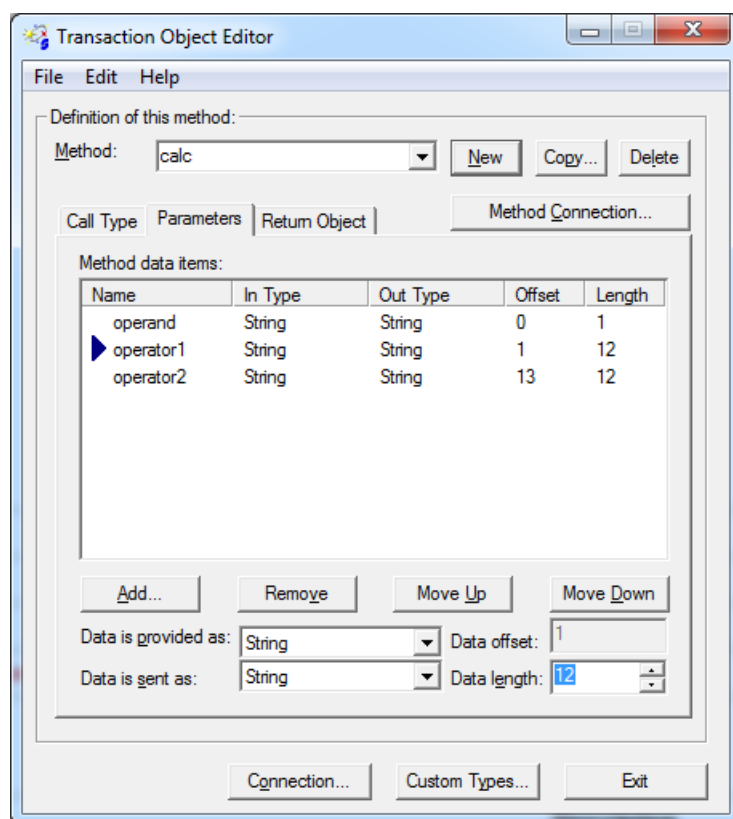 Transaction Object Editor
File Edit Help
Definition of this method:
Method: calc New Copy... Delete
Call Type Parameters Return Object Method Connection...
Method data items:
Name In Type Out Type Offset Length
operand String String 0 1
operator1 String String 1 12
operator2 String String 13 12
Add... Remove Move Up Move Down
Data is provided as: String Data offset: 1
Data is sent as: String Data length: 12
Connection... Custom Types... Exit